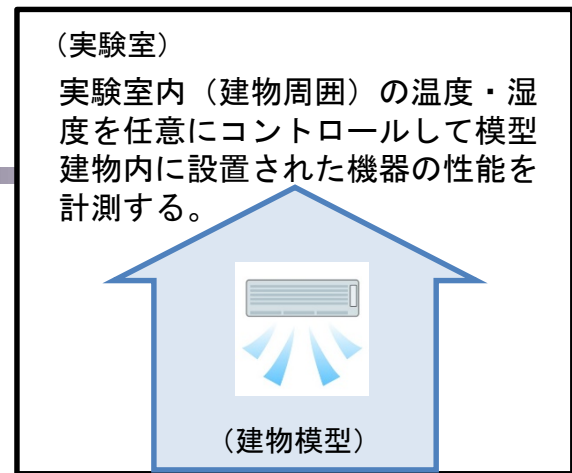 （実験室）
実験室内（建物周囲）の温度・湿
度を任意にコントロールして模型
建物内に設置された機器の性能を
計測する。
（建物模型）